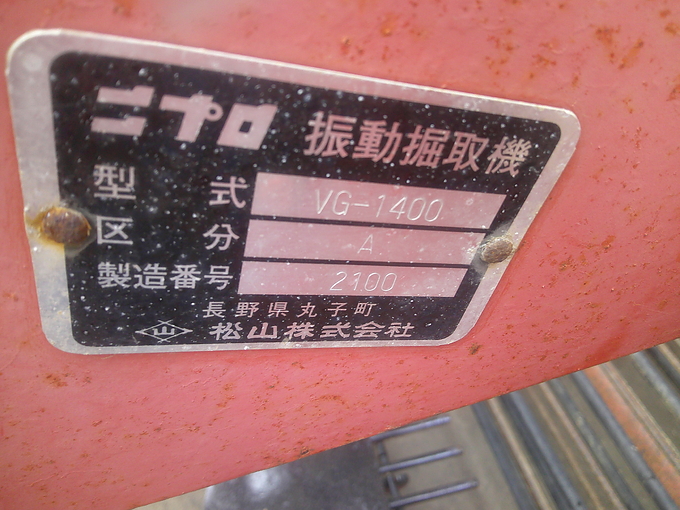 ニプロ 振動掘取機
型式 VG-1400
区分 A
製造番号 2100
長野県丸子町
山 松山株式会社